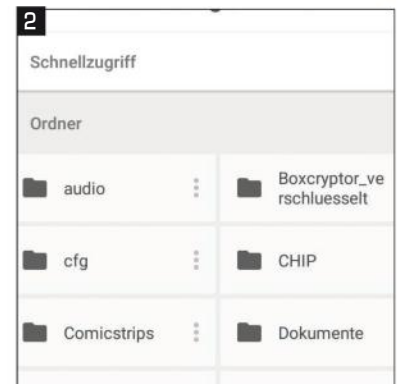 2
Schnellzugriff
Ordner
audio
Boxcryptor_ve
rschluesselt
cfg
CHIP
Comicstrips
Dokumente